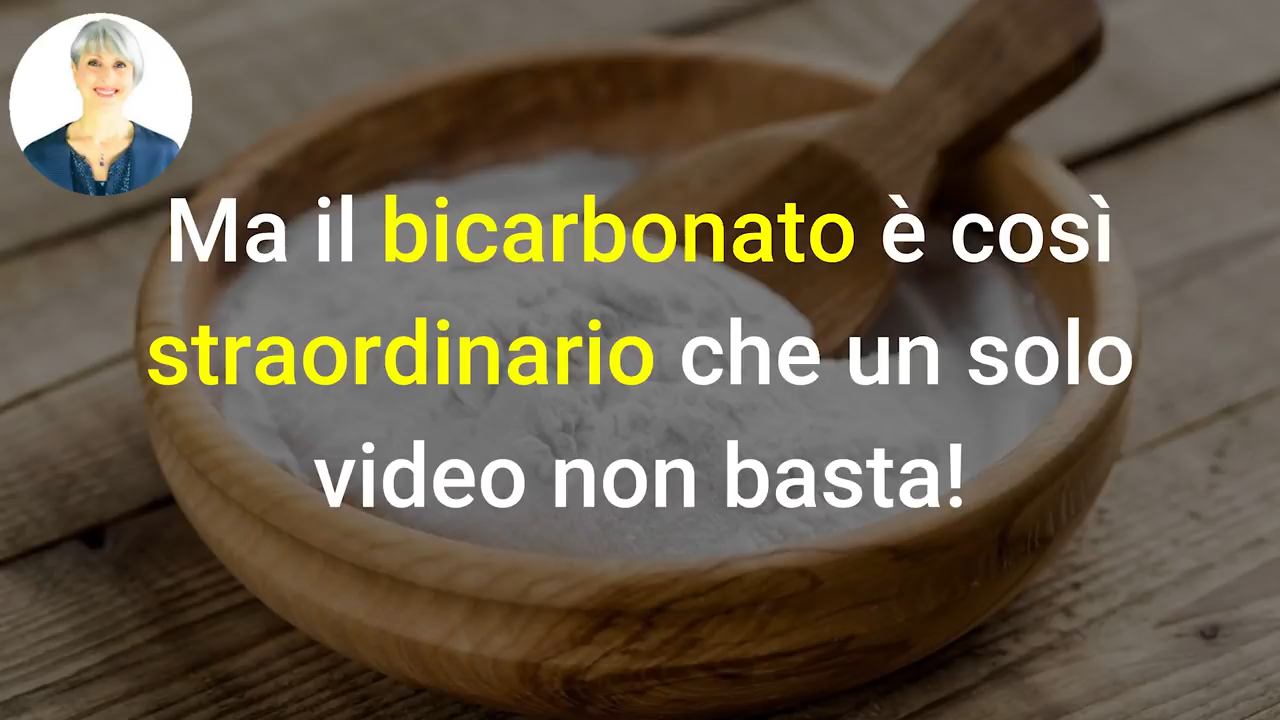 Ma il bicarbonato è così
straordinario che un solo
video non basta!